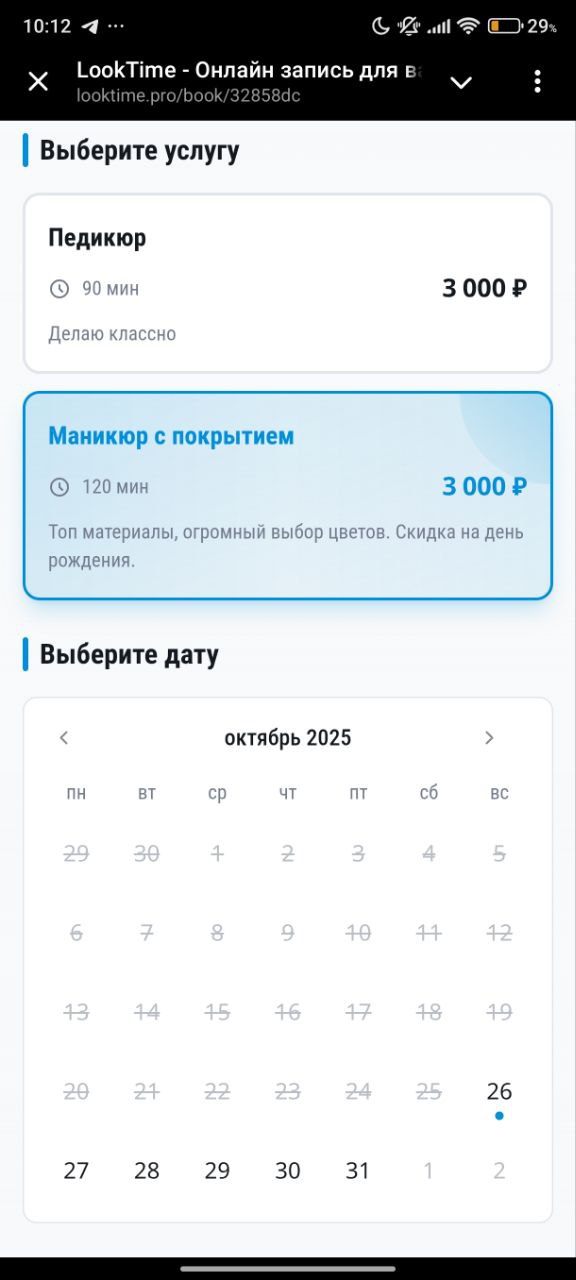 10:12 ... 29%
LookTime - Онлайн запись для ва
looktime.pro/book/32858dc
Выберите услугу
Педикюр
90 мин 3 000 ₽
Делаю классно
Маникюр с покрытием
120 мин 3 000 ₽
Топ материалы, огромный выбор цветов. Скидка на день
рождения.
Выберите дату
октябрь 2025
пн вт ср чт пт сб вс
29 30 1 2 3 4 5
6 7 8 9 10 11 12
13 14 15 16 17 18 19
20 21 22 23 24 25 26
27 28 29 30 31 1 2